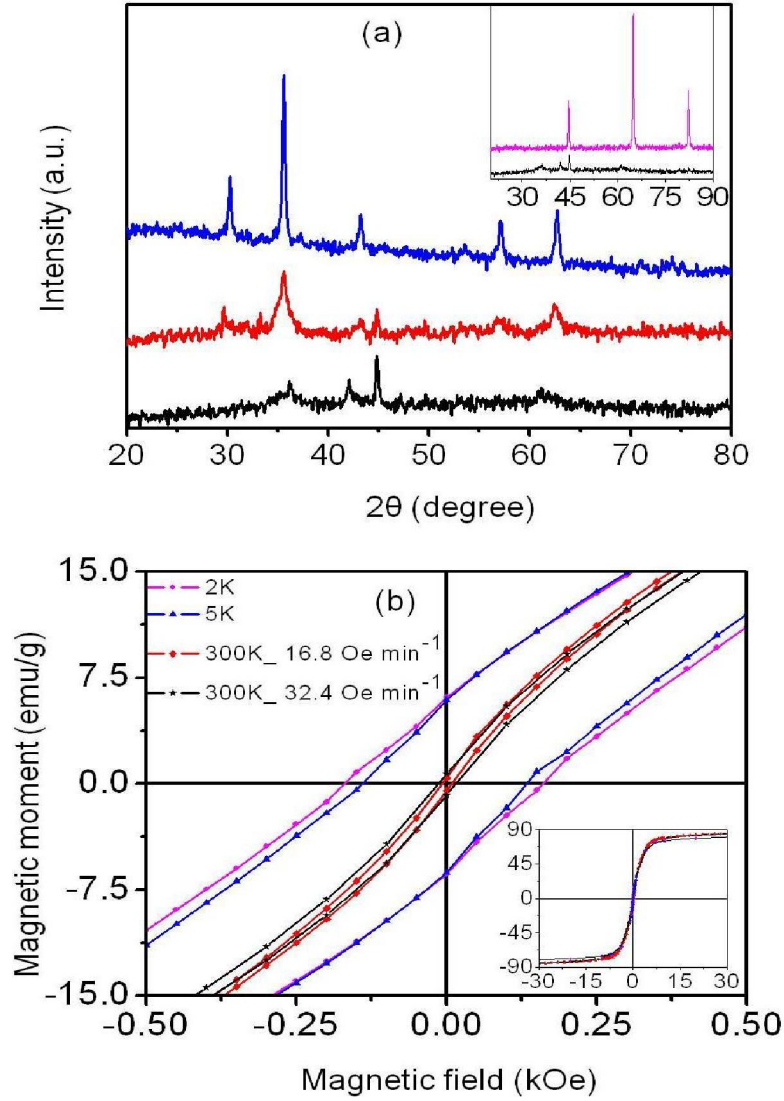 (a)
Intensity (a.u.)
20 30 40 50 60 70 80
2θ (degree)
30 45 60 75 90
(b)
2K
5K
300K_ 16.8 Oe min⁻¹
300K_ 32.4 Oe min⁻¹
Magnetic moment (emu/g)
15.0
7.5
0.0
-7.5
-15.0
-0.50 -0.25 0.00 0.25 0.50
Magnetic field (kOe)
90
45
0
-45
-90
-30 -15 0 15 30